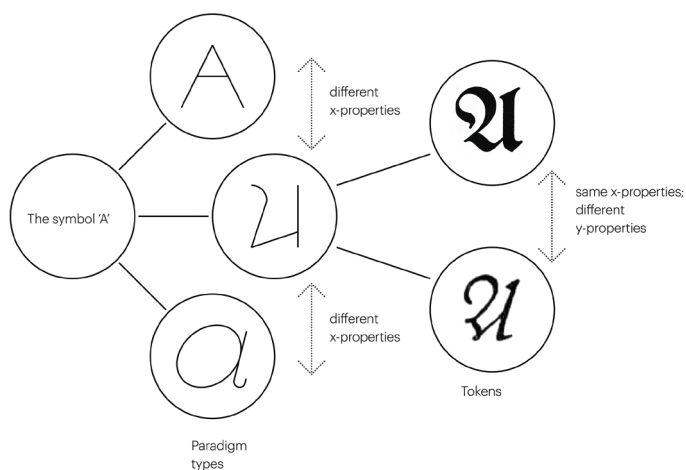 A
different
x-properties
𝔄
same x-properties;
different
y-properties
The symbol ‘A’
𝔄
different
x-properties
𝔄
a
Tokens
Paradigm
types